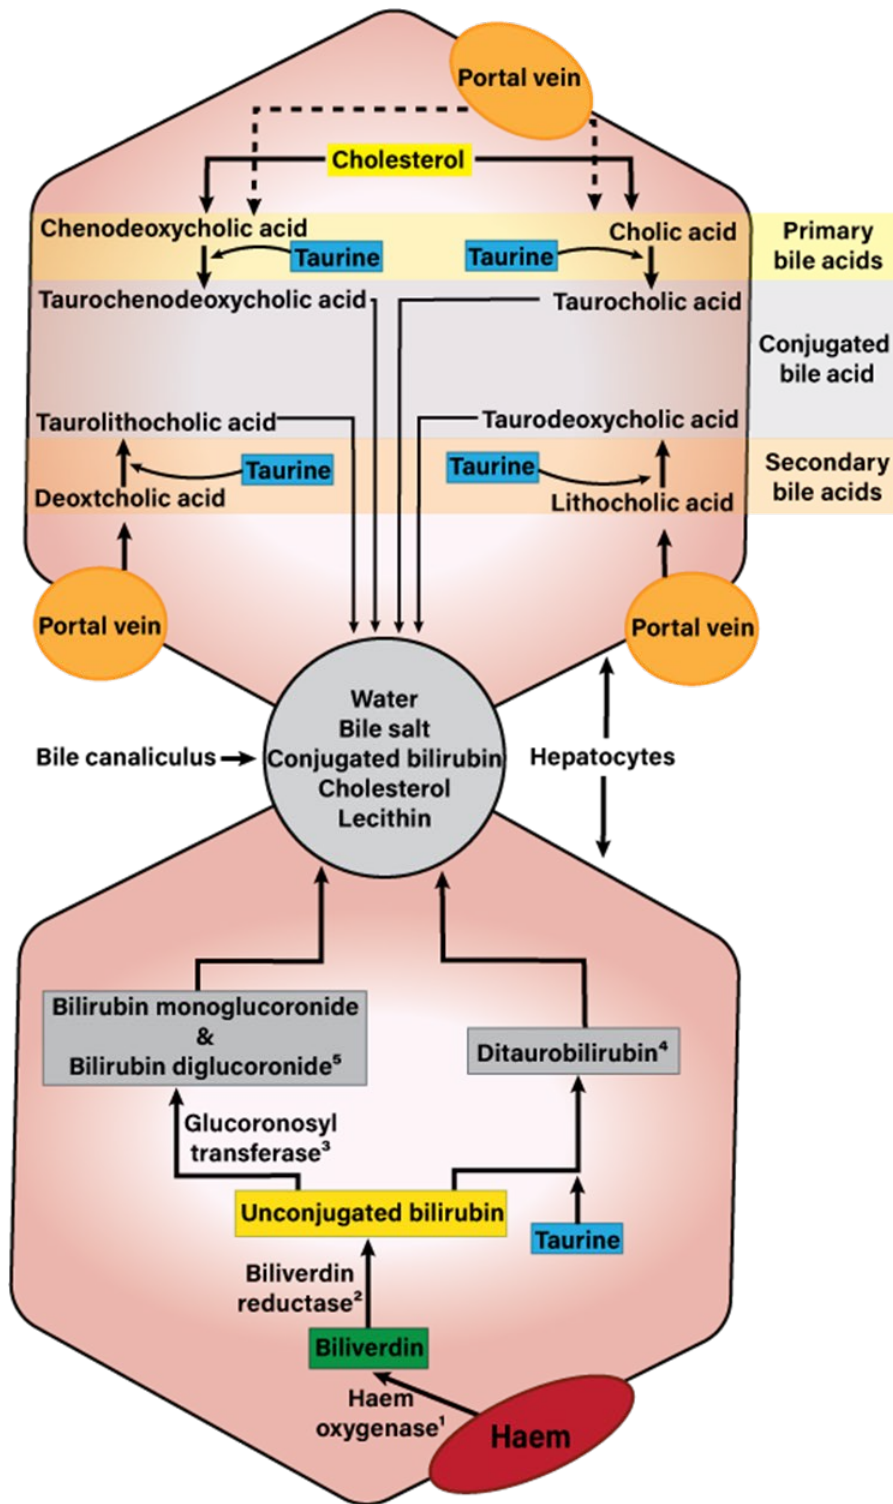 Portal vein
Cholesterol
Chenodeoxycholic acid
Cholic acid
Primary
bile acids
Taurine
Taurine
Taurochenodeoxycholic acid
Taurocholic acid
Conjugated
bile acid
Taurolithocholic acid
Taurodeoxycholic acid
Taurine
Taurine
Secondary
bile acids
Deoxtcholic acid
Lithocholic acid
Portal vein
Portal vein
Water
Bile salt
Conjugated bilirubin
Cholesterol
Lecithin
Bile canaliculus
Hepatocytes
Bilirubin monoglucoronide
&
Bilirubin diglucoronide⁵
Ditaurobilirubin⁴
Glucoronosyl
transferase³
Unconjugated bilirubin
Taurine
Biliverdin
reductase²
Biliverdin
Haem
oxygenase¹
Haem